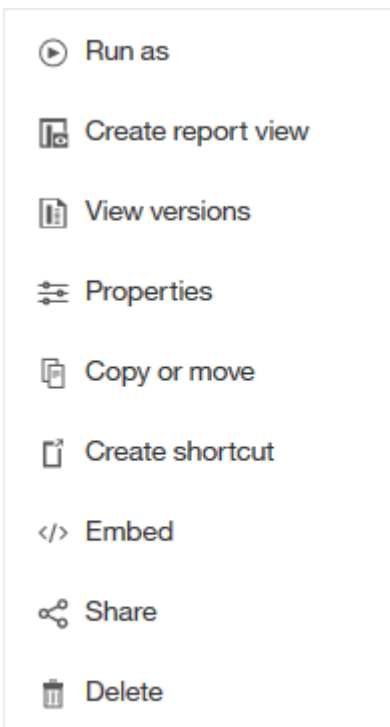 Run as
Create report view
View versions
Properties
Copy or move
Create shortcut
Embed
Share
Delete